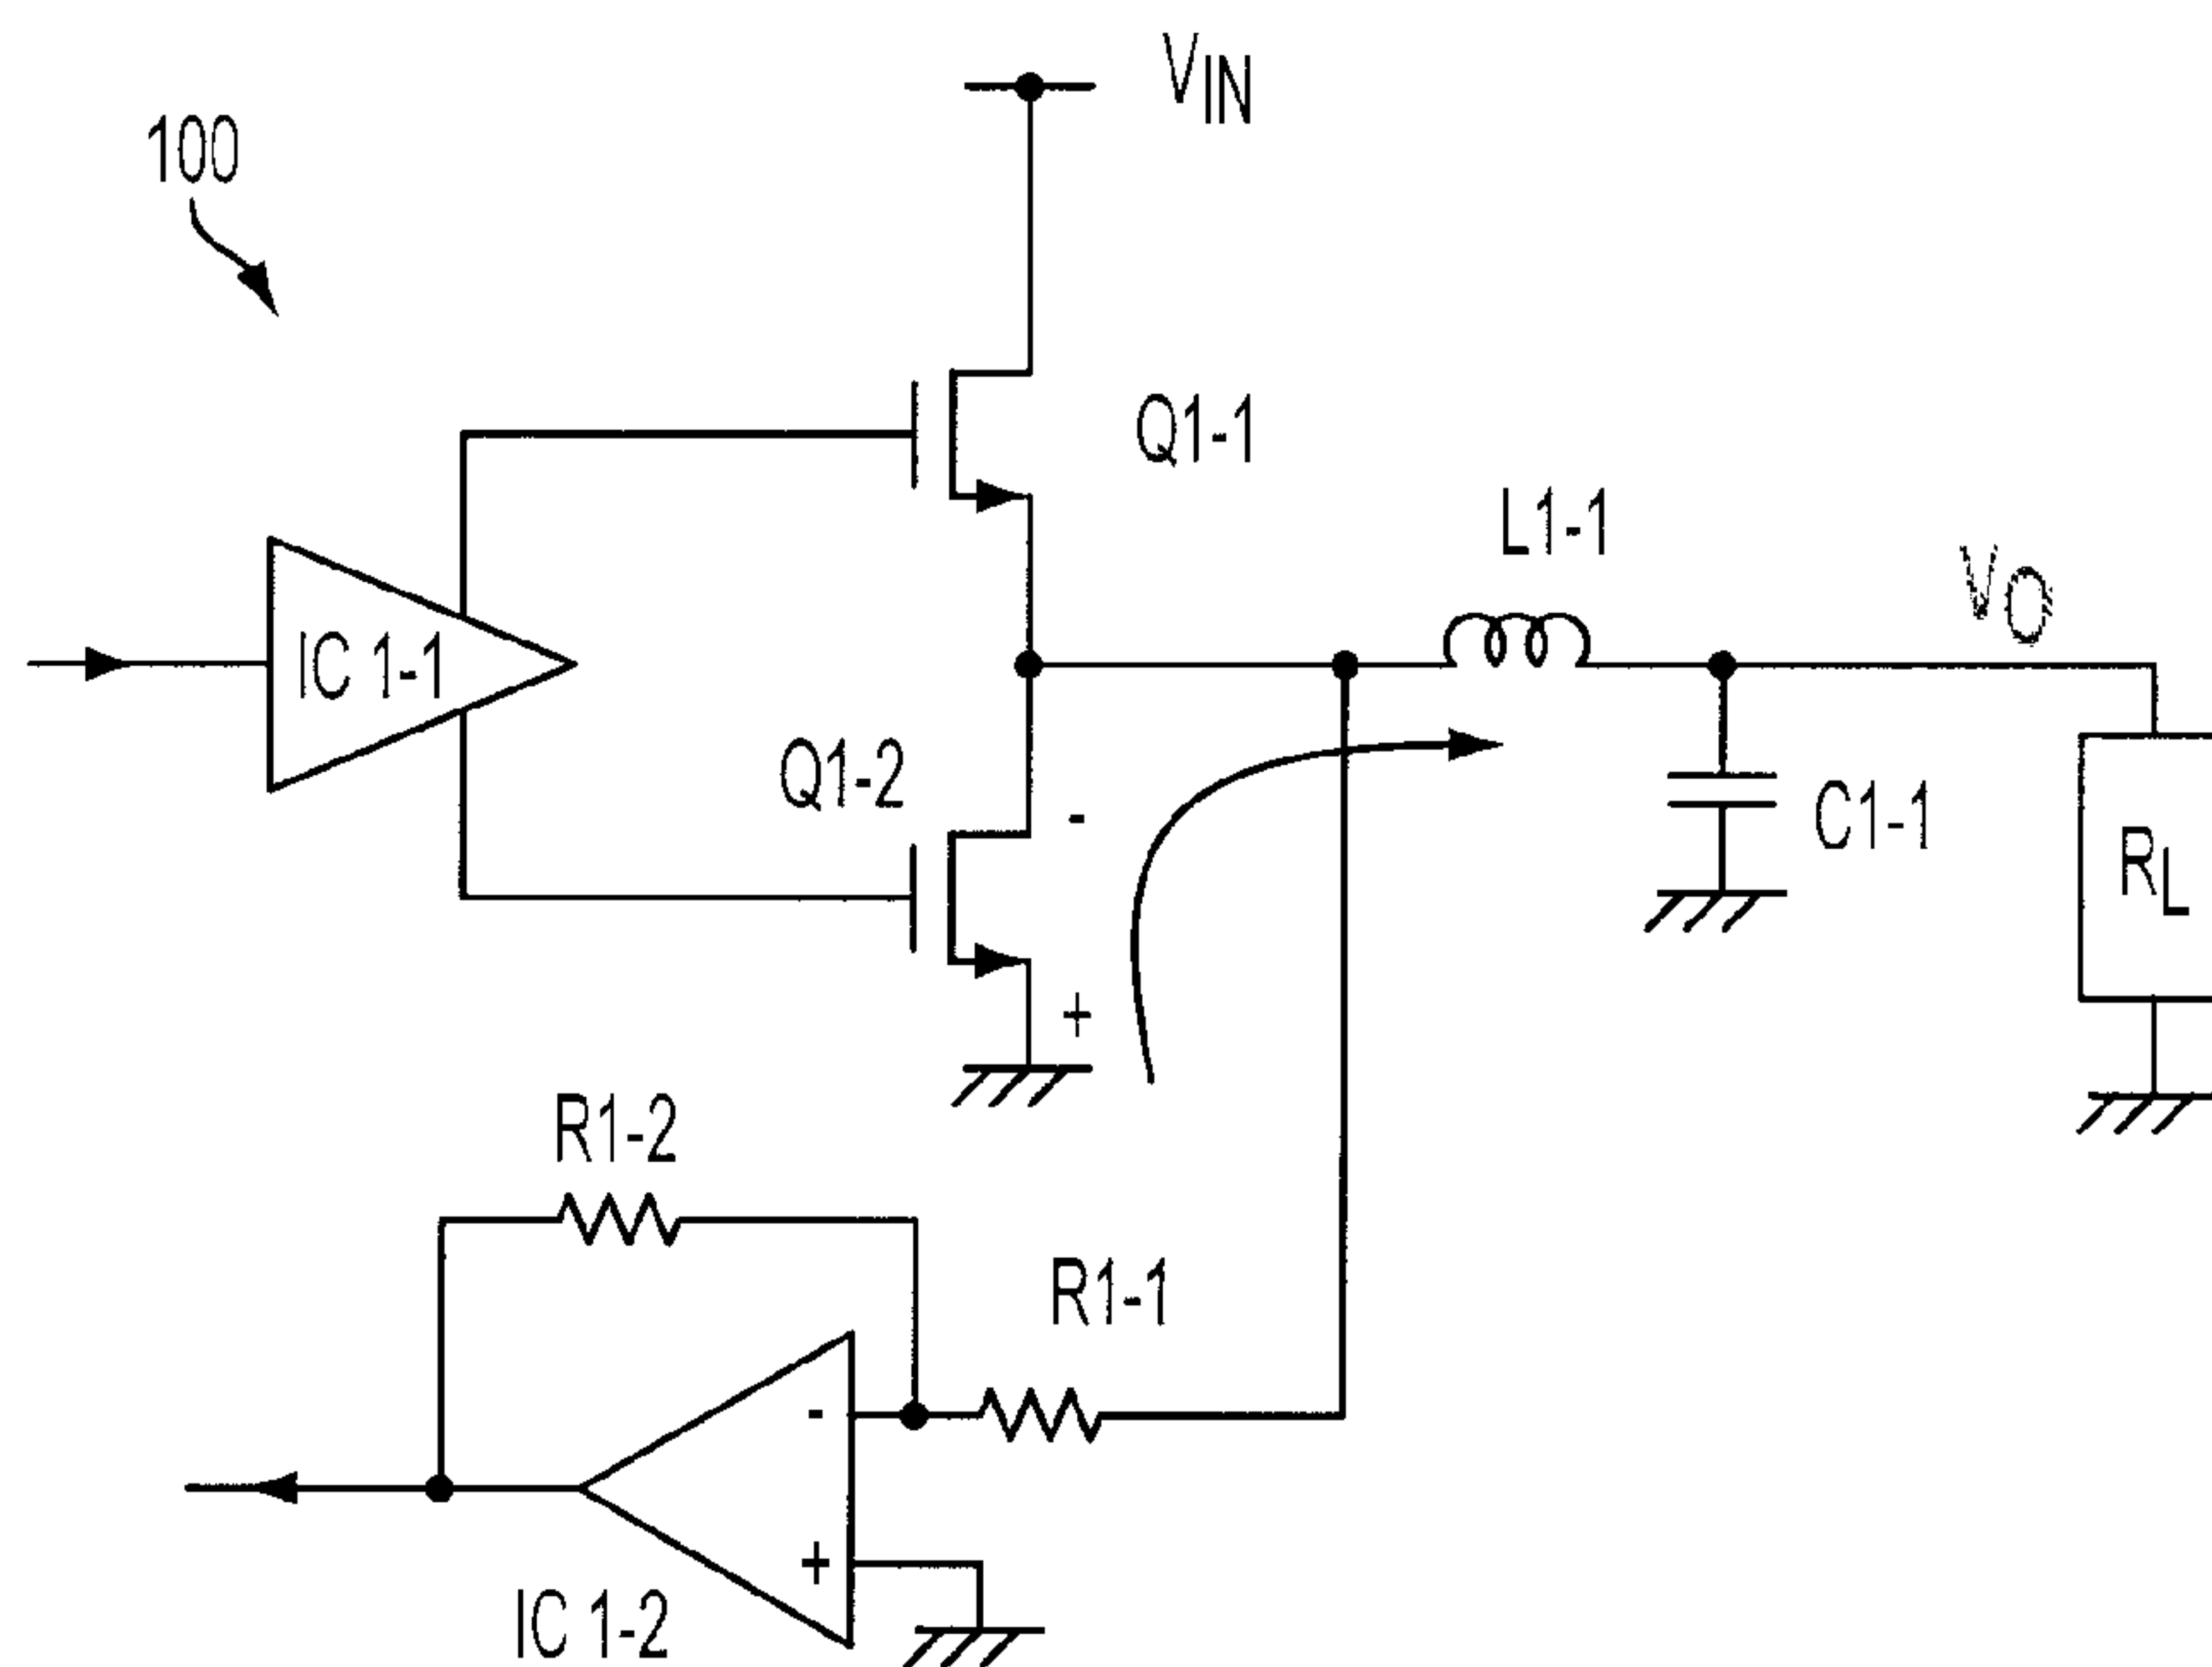 VIN
100
Q1-1
L1-1
VO
IC 1-1
Q1-2
-
C1-1
RL
+
R1-2
R1-1
-
+
IC 1-2